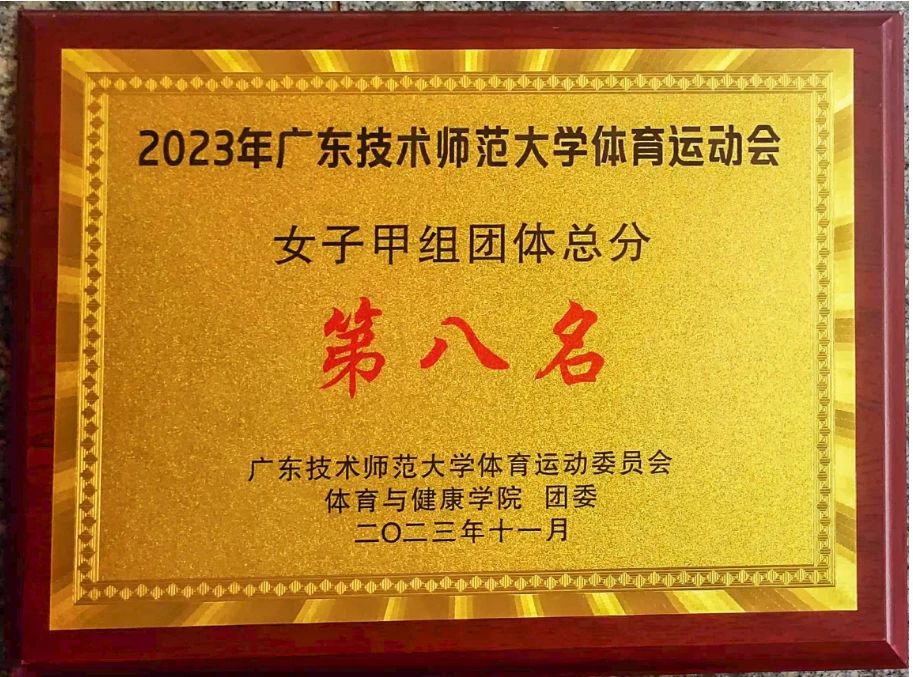 2023年广东技术师范大学体育运动会
女子甲组团体总分
第八名
广东技术师范大学体育运动委员会
体育与健康学院 团委
二〇二三年十一月